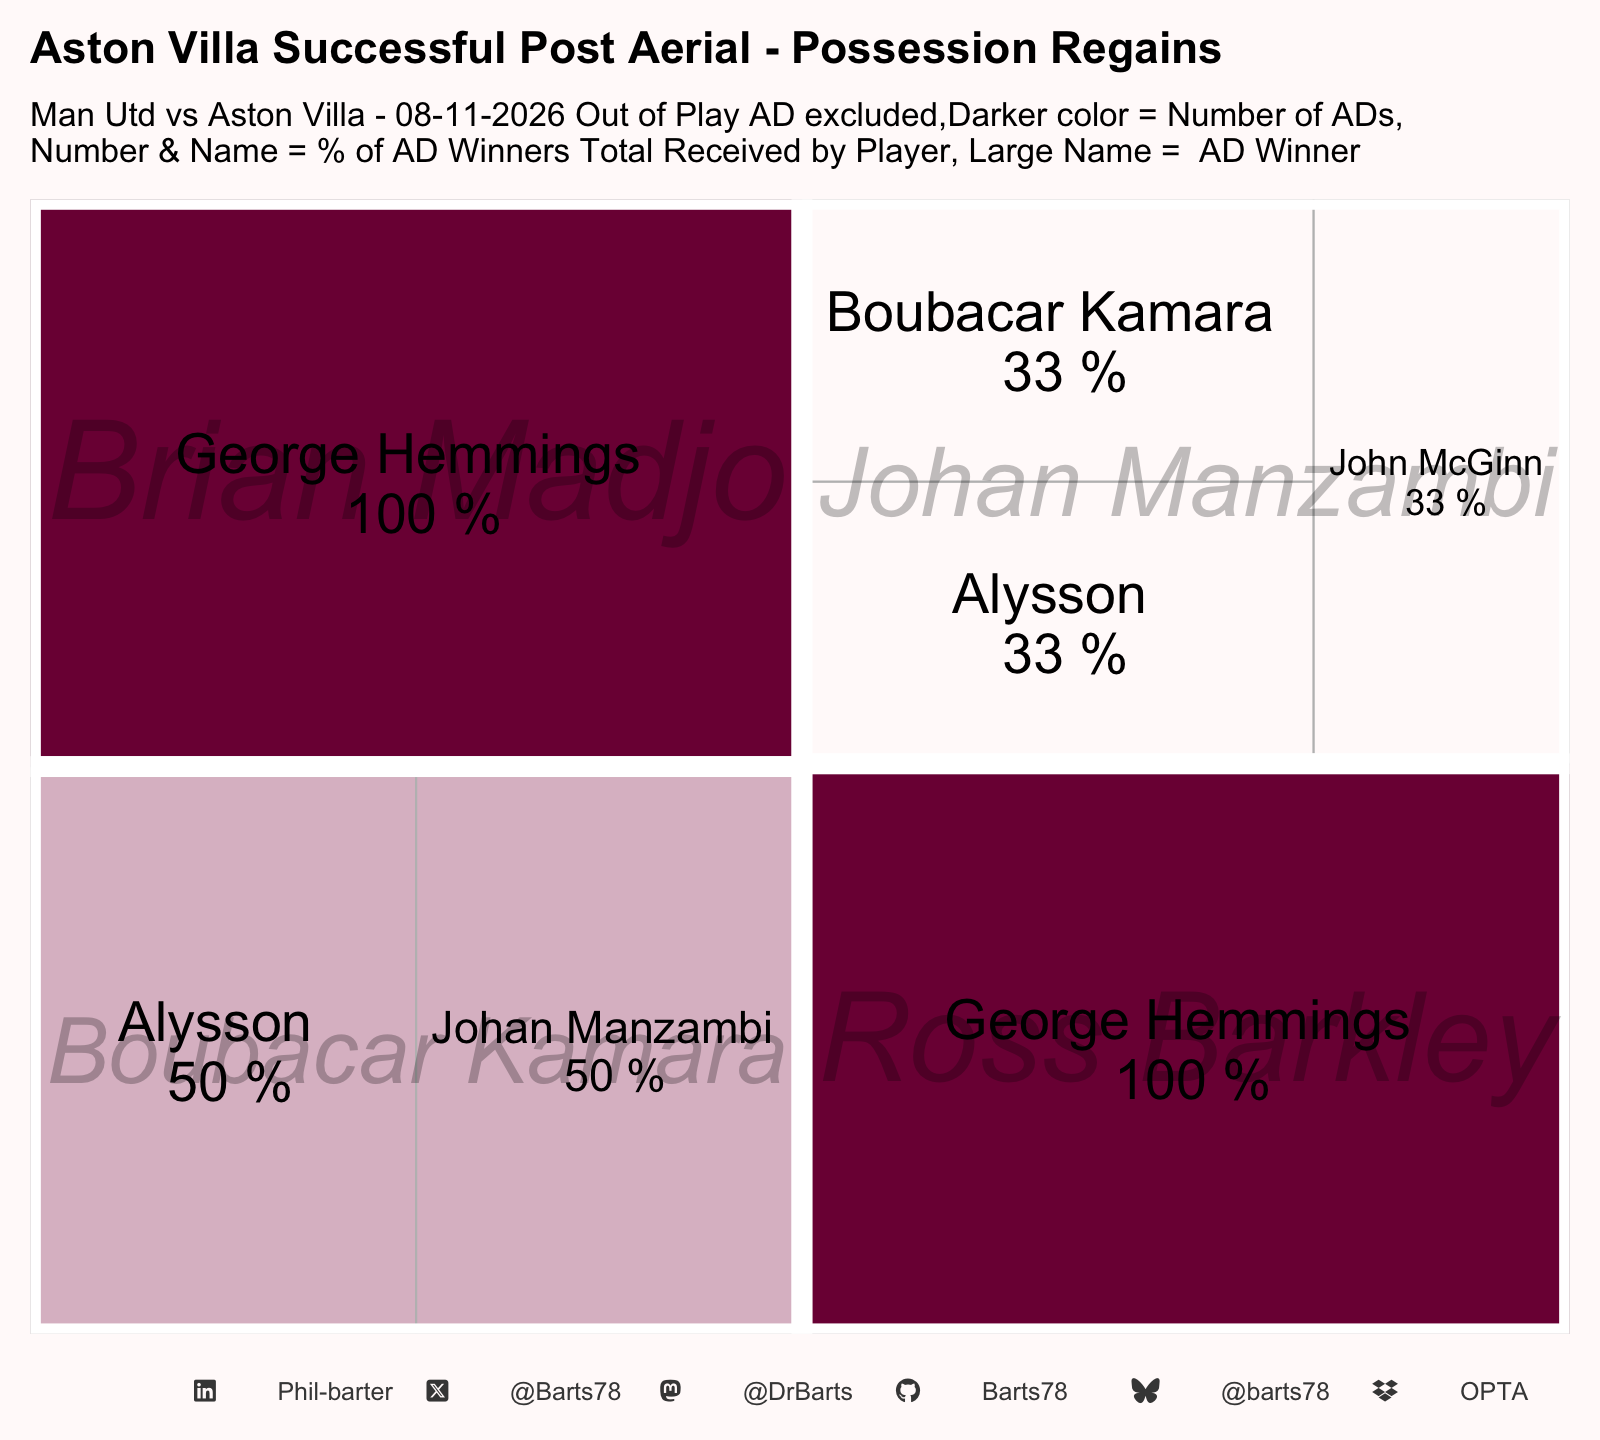 Aston Villa Successful Post Aerial - Possession Regains
Man Utd vs Aston Villa - 08-11-2026 Out of Play AD excluded,Darker color = Number of ADs,
Number & Name = % of AD Winners Total Received by Player, Large Name =  AD Winner
Brian Madjo
George Hemmings
100 %
Johan Manzambi
Boubacar Kamara
33 %
John McGinn
33 %
Alysson
33 %
Boubacar Kamara
Alysson
50 %
Johan Manzambi
50 %
Ross Barkley
George Hemmings
100 %
Phil-barter @Barts78 @DrBarts Barts78 @barts78 OPTA